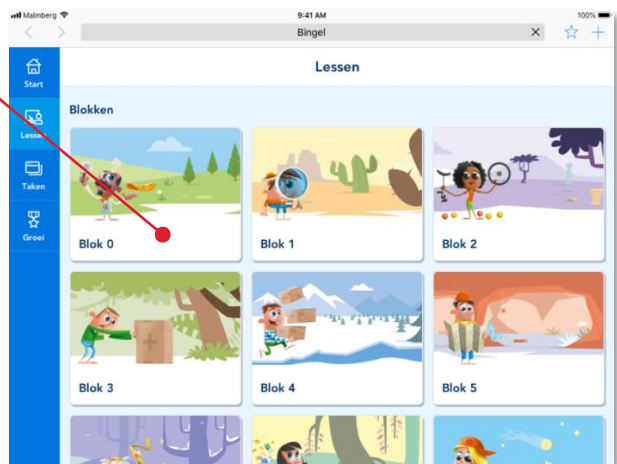 Malmberg 9:41 AM 100%
Bingel
Start
Lessen
Blokken
Lessen
Taken
Groei
Blok 0 Blok 1 Blok 2
Blok 3 Blok 4 Blok 5